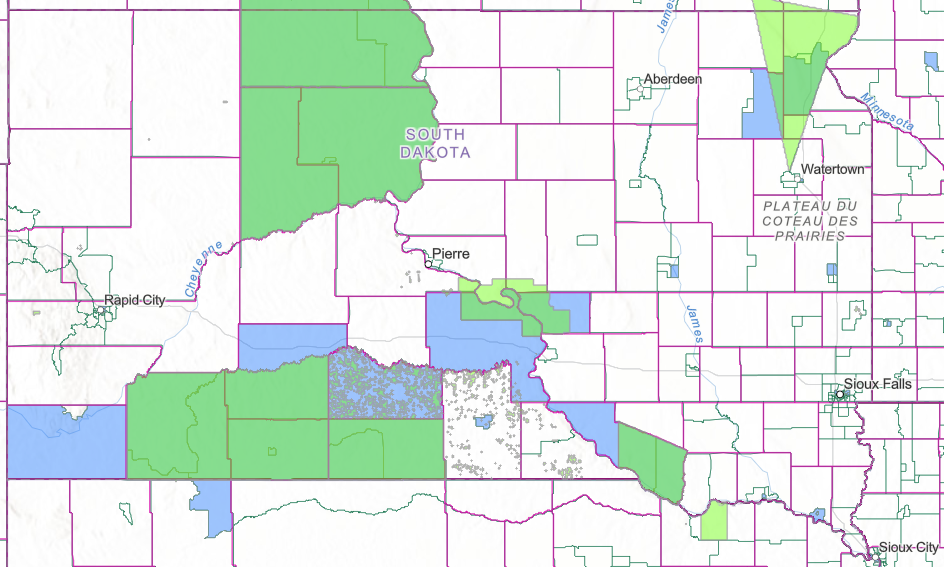 James
Aberdeen
Minnesota
SOUTH
DAKOTA
Watertown
PLATEAU DU
COTEAU DES
PRAIRIES
Cheyenne
Pierre
Rapid City
James
Sioux Falls
Sioux City